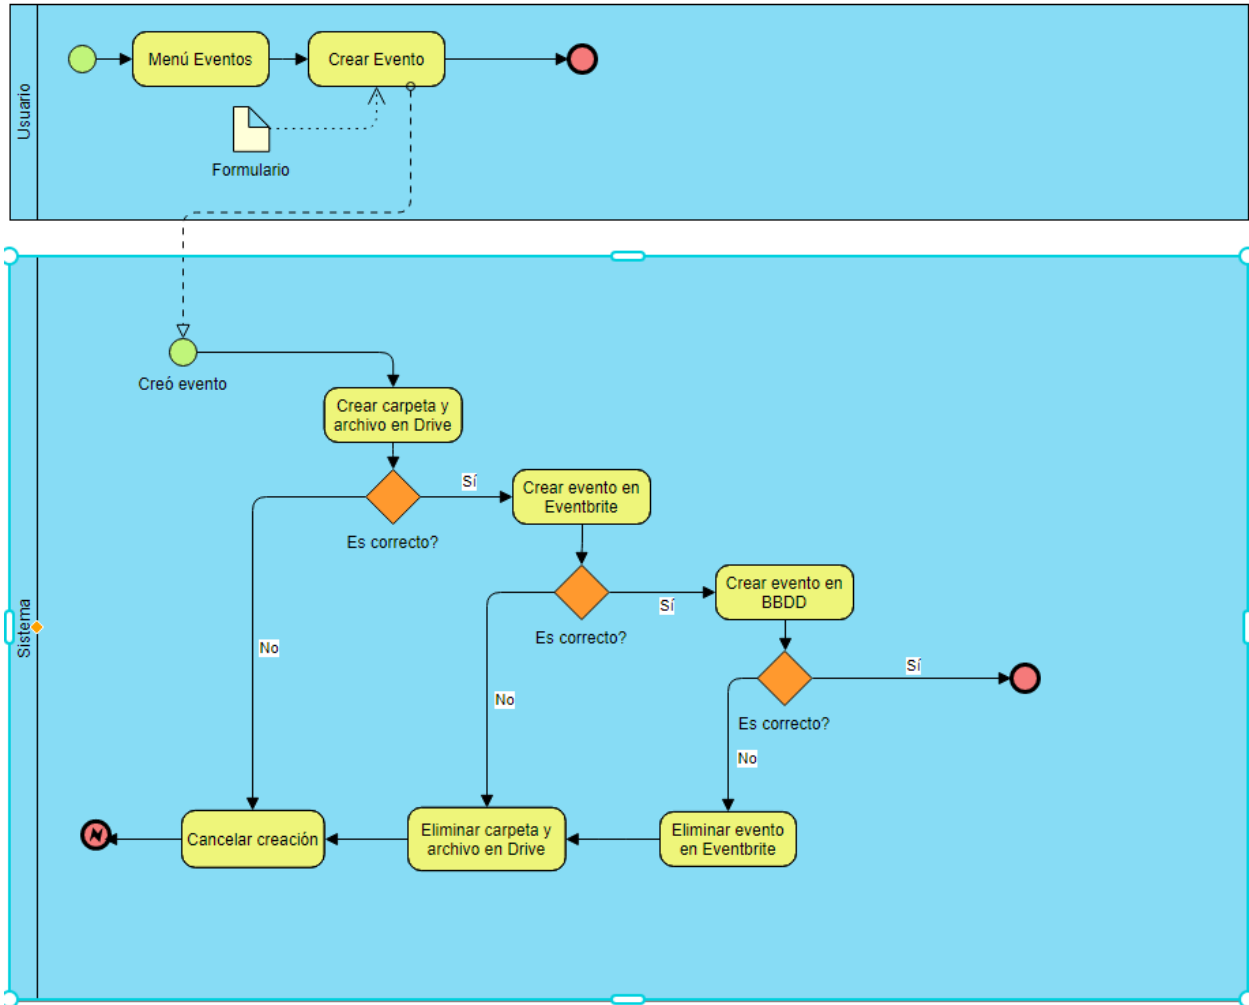 Usuario
Menú Eventos
Crear Evento
Formulario
Sistema
Creó evento
Crear carpeta y
archivo en Drive
Es correcto?
Sí
No
Crear evento en
Eventbrite
Es correcto?
Sí
No
Crear evento en
BBDD
Es correcto?
Sí
No
Cancelar creación
Eliminar carpeta y
archivo en Drive
Eliminar evento
en Eventbrite